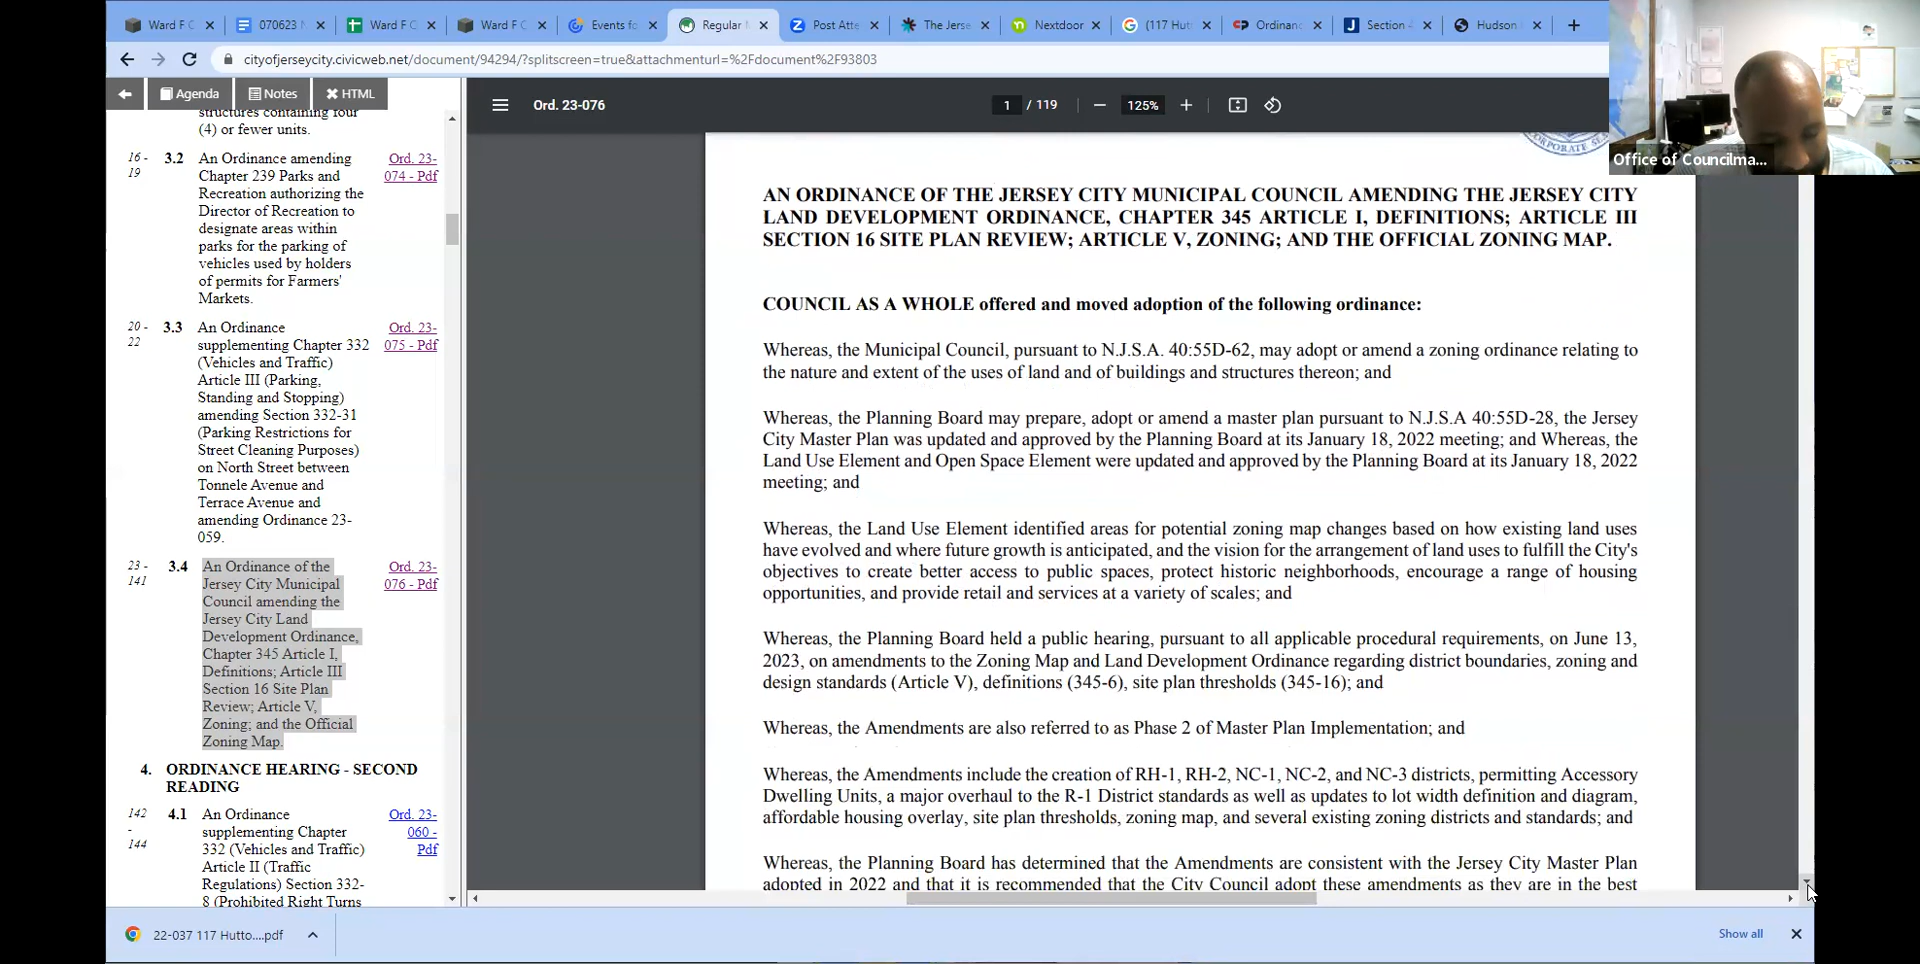 Ward F C
070623 N
Ward F C
Ward F C
Events fo
Regular
Post Atte
The Jerse
Nextdoor
(117 Hut
Ordinanc
Section
Hudson
cityofjerseycity.civicweb.net/document/94294/?splitscreen=true&attachmenturl=%2Fdocument%2F93803
Agenda
Notes
HTML
structures containing four
(4) or fewer units.
16 -
19
3.2
An Ordinance amending
Chapter 239 Parks and
Recreation authorizing the
Director of Recreation to
designate areas within
parks for the parking of
vehicles used by holders
of permits for Farmers'
Markets.
Ord. 23-
074 - Pdf
20 -
22
3.3
An Ordinance
supplementing Chapter 332
(Vehicles and Traffic)
Article III (Parking,
Standing and Stopping)
amending Section 332-31
(Parking Restrictions for
Street Cleaning Purposes)
on North Street between
Tonnele Avenue and
Terrace Avenue and
amending Ordinance 23-
059.
Ord. 23-
075 - Pdf
23 -
141
3.4
An Ordinance of the
Jersey City Municipal
Council amending the
Jersey City Land
Development Ordinance,
Chapter 345 Article I,
Definitions; Article III
Section 16 Site Plan
Review; Article V,
Zoning; and the Official
Zoning Map.
Ord. 23-
076 - Pdf
4. ORDINANCE HEARING - SECOND
READING
142
-
144
4.1
An Ordinance
supplementing Chapter
332 (Vehicles and Traffic)
Article II (Traffic
Regulations) Section 332-
8 (Prohibited Right Turns
Ord. 23-
060 -
Pdf
Ord. 23-076
1 / 119
125%
CORPORATE SEAL
AN ORDINANCE OF THE JERSEY CITY MUNICIPAL COUNCIL AMENDING THE JERSEY CITY
LAND DEVELOPMENT ORDINANCE, CHAPTER 345 ARTICLE I, DEFINITIONS; ARTICLE III
SECTION 16 SITE PLAN REVIEW; ARTICLE V, ZONING; AND THE OFFICIAL ZONING MAP.
COUNCIL AS A WHOLE offered and moved adoption of the following ordinance:
Whereas, the Municipal Council, pursuant to N.J.S.A. 40:55D-62, may adopt or amend a zoning ordinance relating to
the nature and extent of the uses of land and of buildings and structures thereon; and
Whereas, the Planning Board may prepare, adopt or amend a master plan pursuant to N.J.S.A 40:55D-28, the Jersey
City Master Plan was updated and approved by the Planning Board at its January 18, 2022 meeting; and Whereas, the
Land Use Element and Open Space Element were updated and approved by the Planning Board at its January 18, 2022
meeting; and
Whereas, the Land Use Element identified areas for potential zoning map changes based on how existing land uses
have evolved and where future growth is anticipated, and the vision for the arrangement of land uses to fulfill the City's
objectives to create better access to public spaces, protect historic neighborhoods, encourage a range of housing
opportunities, and provide retail and services at a variety of scales; and
Whereas, the Planning Board held a public hearing, pursuant to all applicable procedural requirements, on June 13,
2023, on amendments to the Zoning Map and Land Development Ordinance regarding district boundaries, zoning and
design standards (Article V), definitions (345-6), site plan thresholds (345-16); and
Whereas, the Amendments are also referred to as Phase 2 of Master Plan Implementation; and
Whereas, the Amendments include the creation of RH-1, RH-2, NC-1, NC-2, and NC-3 districts, permitting Accessory
Dwelling Units, a major overhaul to the R-1 District standards as well as updates to lot width definition and diagram,
affordable housing overlay, site plan thresholds, zoning map, and several existing zoning districts and standards; and
Whereas, the Planning Board has determined that the Amendments are consistent with the Jersey City Master Plan
adopted in 2022 and that it is recommended that the City Council adopt these amendments as they are in the best
Office of Councilma...
22-037 117 Hutto....pdf
Show all